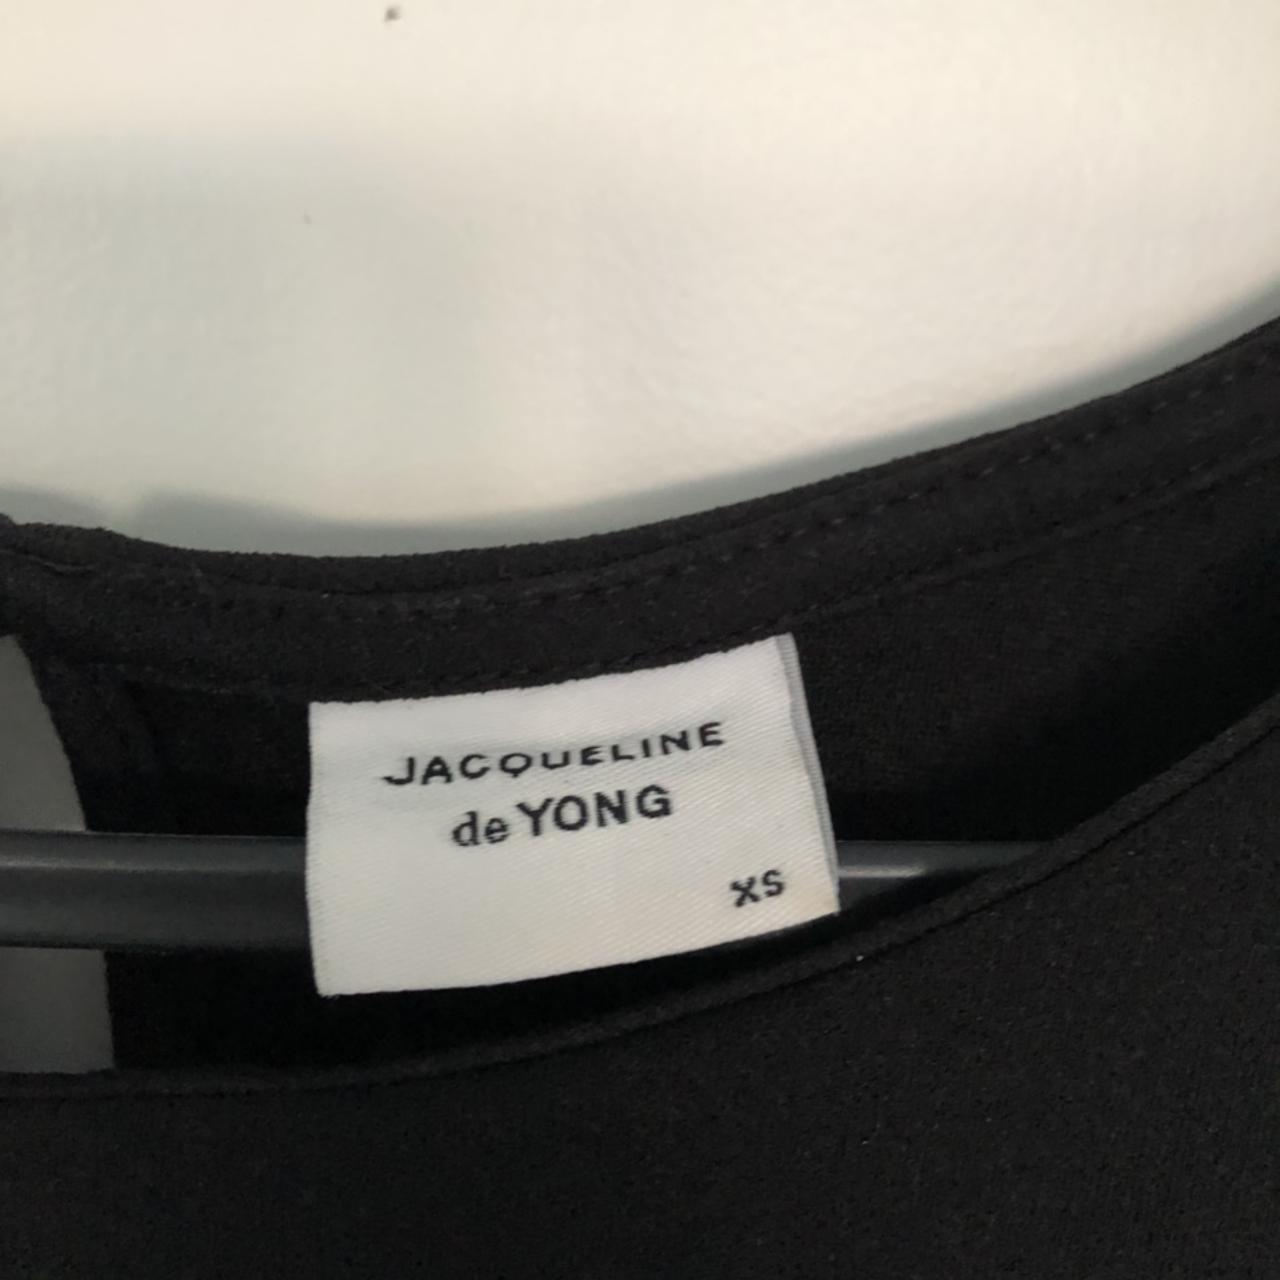 JACQUELINE
de YONG
XS